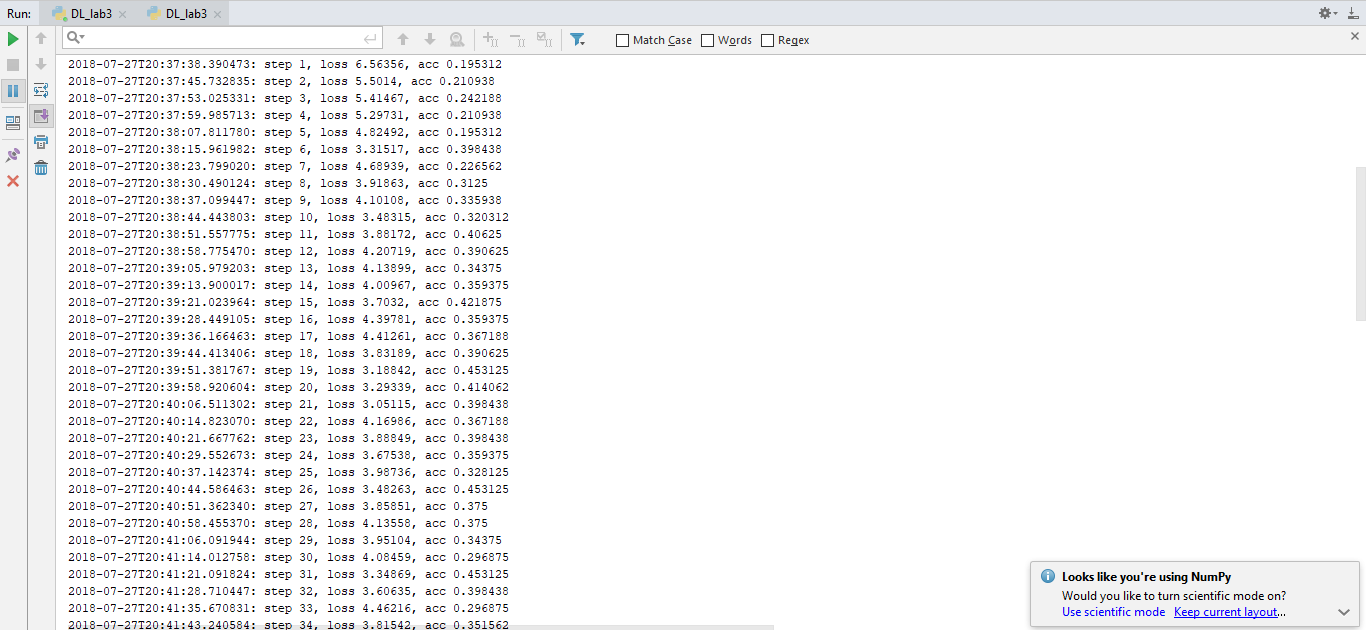 Run: DL_lab3 DL_lab3
Match Case Words Regex
2018-07-27T20:37:38.390473: step 1, loss 6.56356, acc 0.195312
2018-07-27T20:37:45.732835: step 2, loss 5.5014, acc 0.210938
2018-07-27T20:37:53.025331: step 3, loss 5.41467, acc 0.242188
2018-07-27T20:37:59.985713: step 4, loss 5.29731, acc 0.210938
2018-07-27T20:38:07.811780: step 5, loss 4.82492, acc 0.195312
2018-07-27T20:38:15.961982: step 6, loss 3.31517, acc 0.398438
2018-07-27T20:38:23.799020: step 7, loss 4.68939, acc 0.226562
2018-07-27T20:38:30.490124: step 8, loss 3.91863, acc 0.3125
2018-07-27T20:38:37.099447: step 9, loss 4.10108, acc 0.335938
2018-07-27T20:38:44.443803: step 10, loss 3.48315, acc 0.320312
2018-07-27T20:38:51.557775: step 11, loss 3.88172, acc 0.40625
2018-07-27T20:38:58.775470: step 12, loss 4.20719, acc 0.390625
2018-07-27T20:39:05.979203: step 13, loss 4.13899, acc 0.34375
2018-07-27T20:39:13.900017: step 14, loss 4.00967, acc 0.359375
2018-07-27T20:39:21.023964: step 15, loss 3.7032, acc 0.421875
2018-07-27T20:39:28.449105: step 16, loss 4.39781, acc 0.359375
2018-07-27T20:39:36.166463: step 17, loss 4.41261, acc 0.367188
2018-07-27T20:39:44.413406: step 18, loss 3.83189, acc 0.390625
2018-07-27T20:39:51.381767: step 19, loss 3.18842, acc 0.453125
2018-07-27T20:39:58.920604: step 20, loss 3.29339, acc 0.414062
2018-07-27T20:40:06.511302: step 21, loss 3.05115, acc 0.398438
2018-07-27T20:40:14.823070: step 22, loss 4.16986, acc 0.367188
2018-07-27T20:40:21.667762: step 23, loss 3.88849, acc 0.398438
2018-07-27T20:40:29.552673: step 24, loss 3.67538, acc 0.359375
2018-07-27T20:40:37.142374: step 25, loss 3.98736, acc 0.328125
2018-07-27T20:40:44.586463: step 26, loss 3.48263, acc 0.453125
2018-07-27T20:40:51.362340: step 27, loss 3.85851, acc 0.375
2018-07-27T20:40:58.455370: step 28, loss 4.13558, acc 0.375
2018-07-27T20:41:06.091944: step 29, loss 3.95104, acc 0.34375
2018-07-27T20:41:14.012758: step 30, loss 4.08459, acc 0.296875
2018-07-27T20:41:21.091824: step 31, loss 3.34869, acc 0.453125
2018-07-27T20:41:28.710447: step 32, loss 3.60635, acc 0.398438
2018-07-27T20:41:35.670831: step 33, loss 4.46216, acc 0.296875
2018-07-27T20:41:43.240584: step 34, loss 3.81542, acc 0.351562
Looks like you're using NumPy
Would you like to turn scientific mode on?
Use scientific mode Keep current layout...